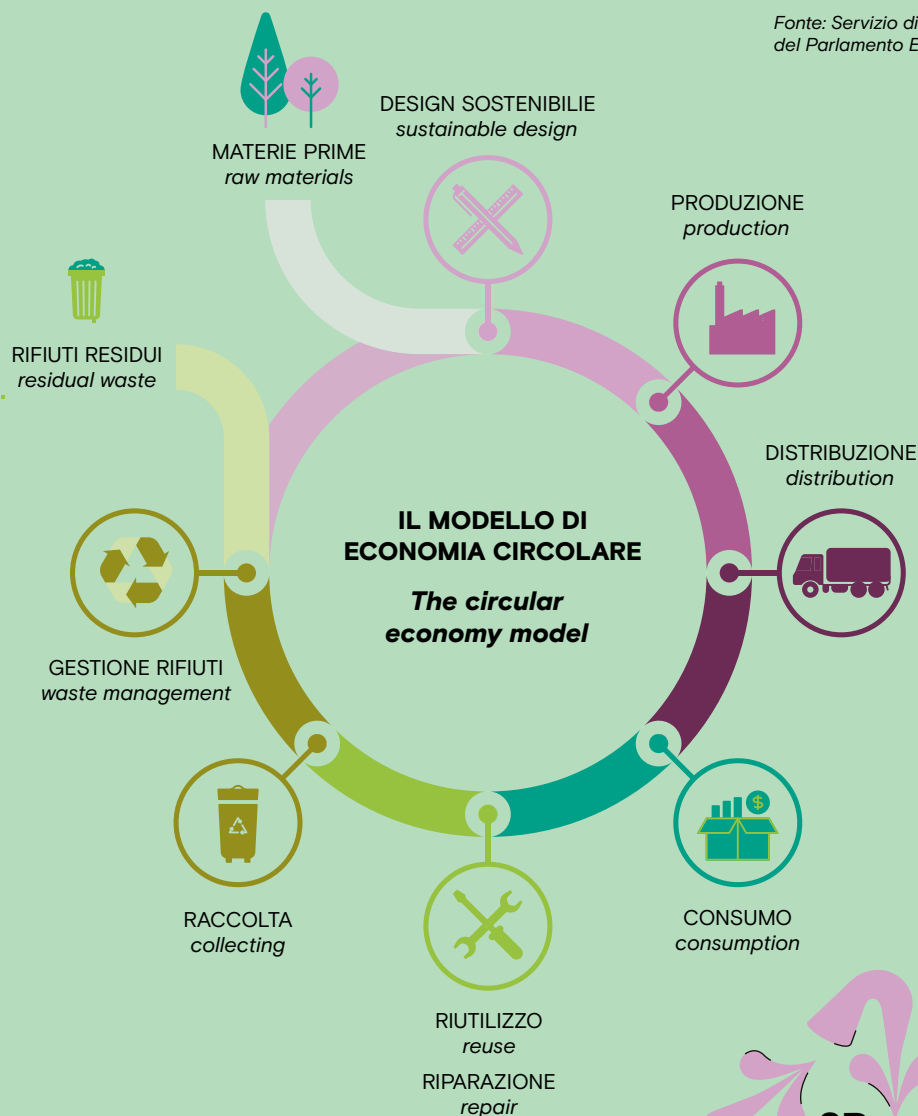 Fonte: Servizio di
del Parlamento E
DESIGN SOSTENIBILIE
sustainable design
MATERIE PRIME
raw materials
PRODUZIONE
production
RIFIUTI RESIDUI
residual waste
DISTRIBUZIONE
distribution
IL MODELLO DI
ECONOMIA CIRCOLARE
The circular
economy model
GESTIONE RIFIUTI
waste management
$
RACCOLTA
collecting
CONSUMO
consumption
RIUTILIZZO
reuse
RIPARAZIONE
repair